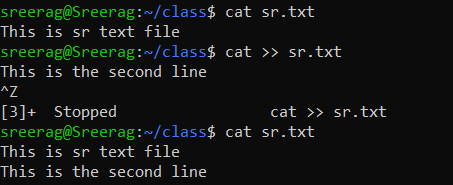 sreerag@Sreerag:~/class$ cat sr.txt
This is sr text file
sreerag@Sreerag:~/class$ cat >> sr.txt
This is the second line
^Z
[3]+  Stopped                 cat >> sr.txt
sreerag@Sreerag:~/class$ cat sr.txt
This is sr text file
This is the second line